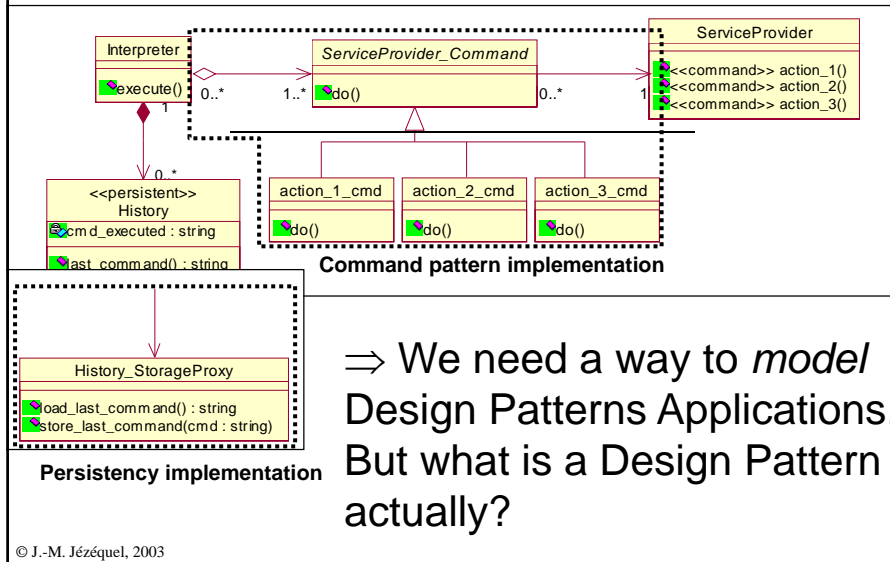 Interpreter
execute()
0..*
1..*
ServiceProvider_Command
do()
0..*
1
ServiceProvider
<<command>> action_1()
<<command>> action_2()
<<command>> action_3()
1
0..*
<<persistent>>
History
cmd_executed : string
last_command() : string
action_1_cmd
do()
action_2_cmd
do()
action_3_cmd
do()
Command pattern implementation
History_StorageProxy
load_last_command() : string
store_last_command(cmd : string)
Persistency implementation
⇒ We need a way to model
Design Patterns Applications.
But what is a Design Pattern
actually?
© J.-M. Jézéquel, 2003